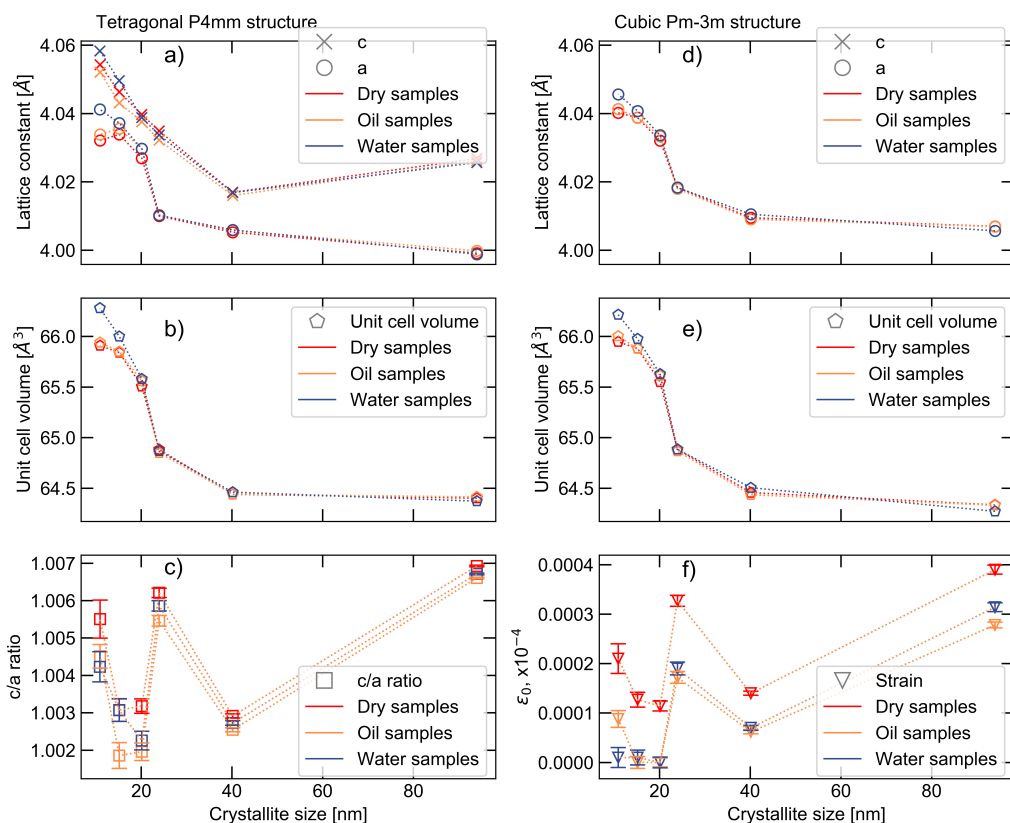 Tetragonal P4mm structure
Cubic Pm-3m structure
a)
4.06
4.04
4.02
4.00
Lattice constant [Å]
c
a
Dry samples
Oil samples
Water samples
d)
4.06
4.04
4.02
4.00
Lattice constant [Å]
c
a
Dry samples
Oil samples
Water samples
b)
66.0
65.5
65.0
64.5
Unit cell volume [Å³]
Unit cell volume
Dry samples
Oil samples
Water samples
e)
66.0
65.5
65.0
64.5
Unit cell volume [Å³]
Unit cell volume
Dry samples
Oil samples
Water samples
c)
1.007
1.006
1.005
1.004
1.003
1.002
c/a ratio
c/a ratio
Dry samples
Oil samples
Water samples
20
40
60
80
Crystallite size [nm]
f)
0.0004
0.0003
0.0002
0.0001
0.0000
ε₀, x10⁻⁴
Strain
Dry samples
Oil samples
Water samples
20
40
60
80
Crystallite size [nm]